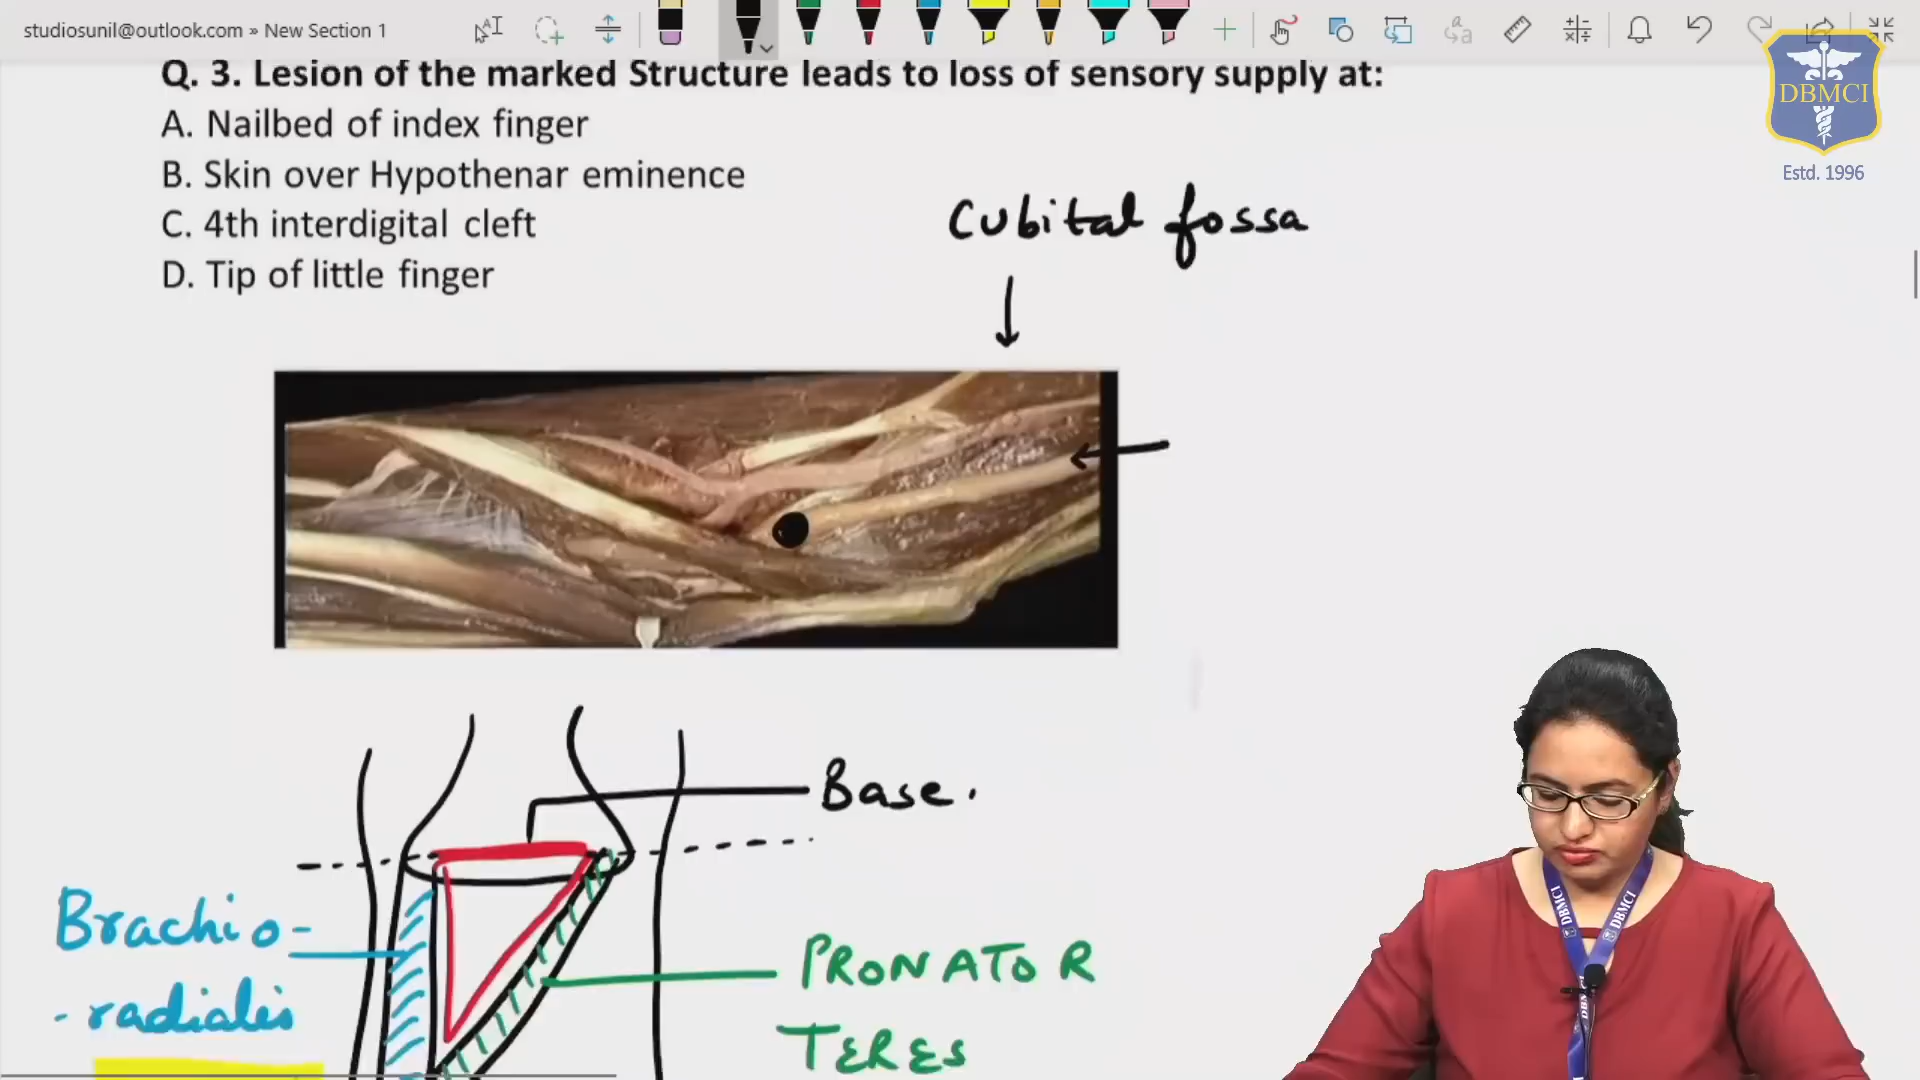 studiosunil@outlook.com » New Section 1
Q. 3. Lesion of the marked Structure leads to loss of sensory supply at:
A. Nailbed of index finger
B. Skin over Hypothenar eminence
C. 4th interdigital cleft
D. Tip of little finger
DBMCI
Estd. 1996
Cubital fossa
Base.
Brachio-
- radialis
PRONATOR
TERES
DBMCI
DBMCI